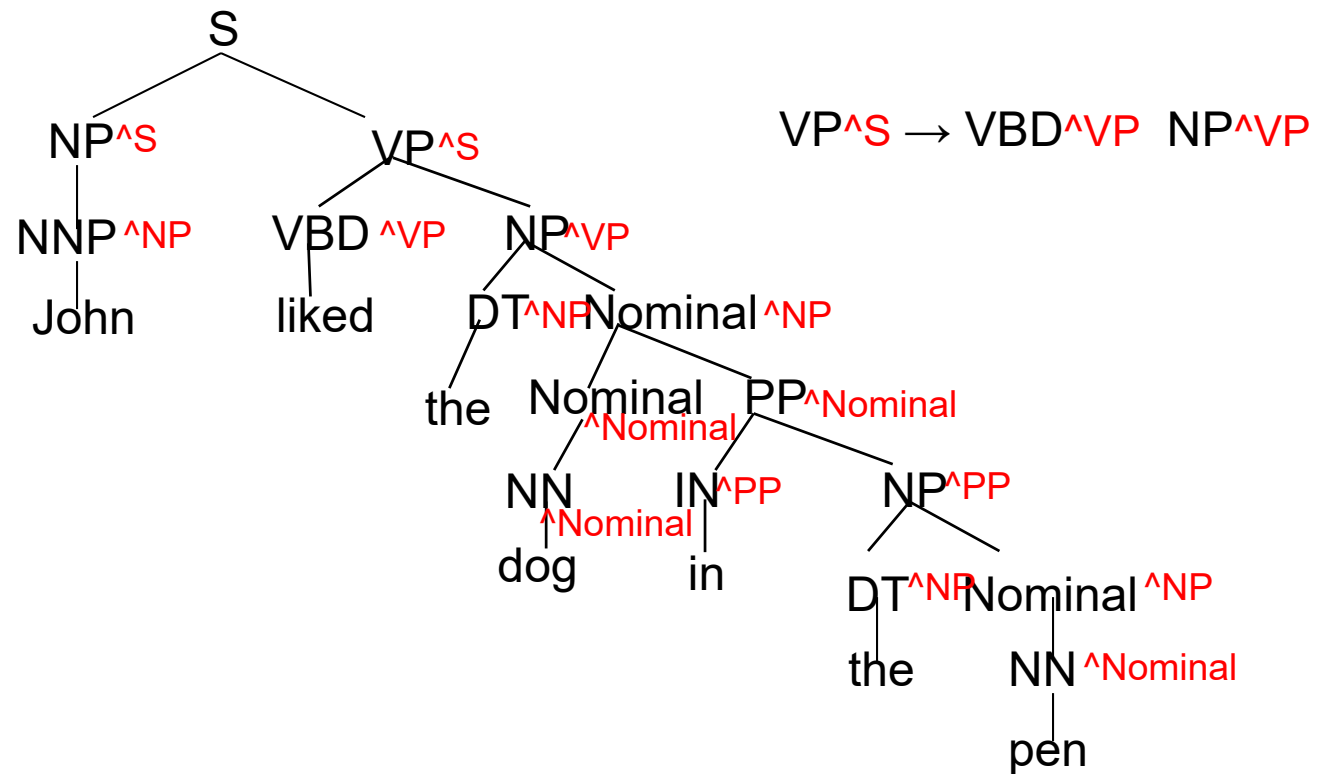 S
NP^S VP^S VP^S → VBD^VP NP^VP
NNP ^NP VBD ^VP NP^VP
John liked DT^NP Nominal ^NP
the Nominal ^Nominal PP^Nominal
NN ^Nominal IN^PP NP^PP
dog in
DT^NP Nominal ^NP
the NN ^Nominal
pen